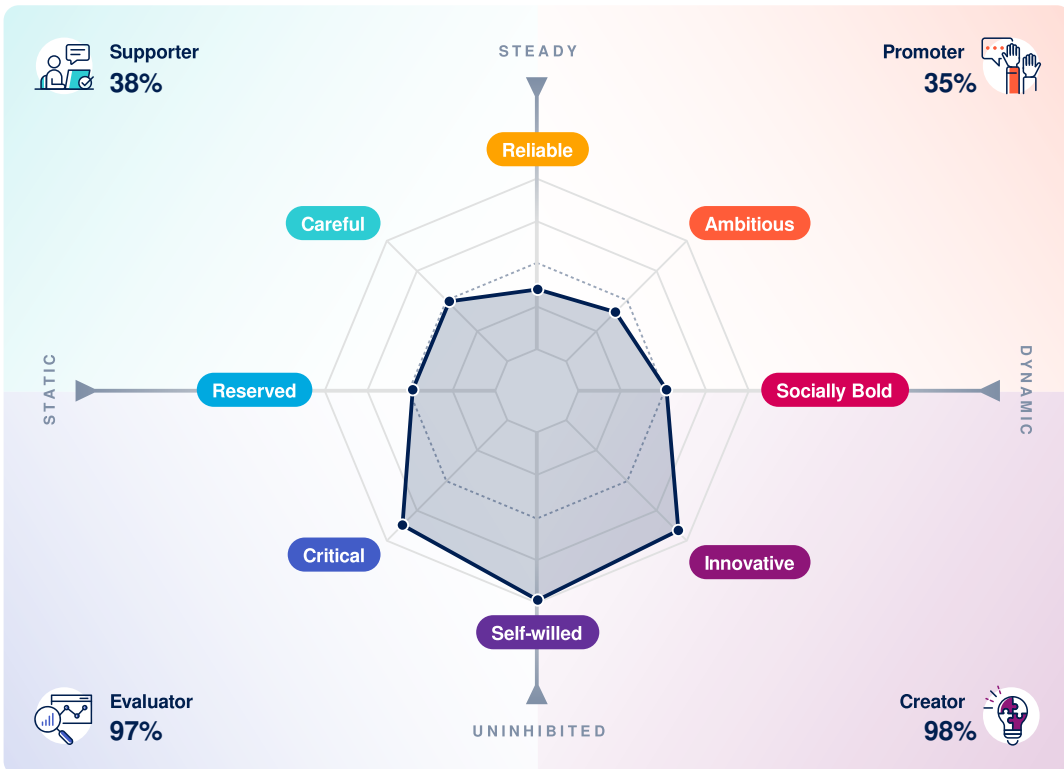 Supporter
38%
STEADY
Promoter
35%
Reliable
Careful
Ambitious
STATIC
Reserved
Socially Bold
DYNAMIC
Critical
Innovative
Self-willed
Evaluator
97%
UNINHIBITED
Creator
98%